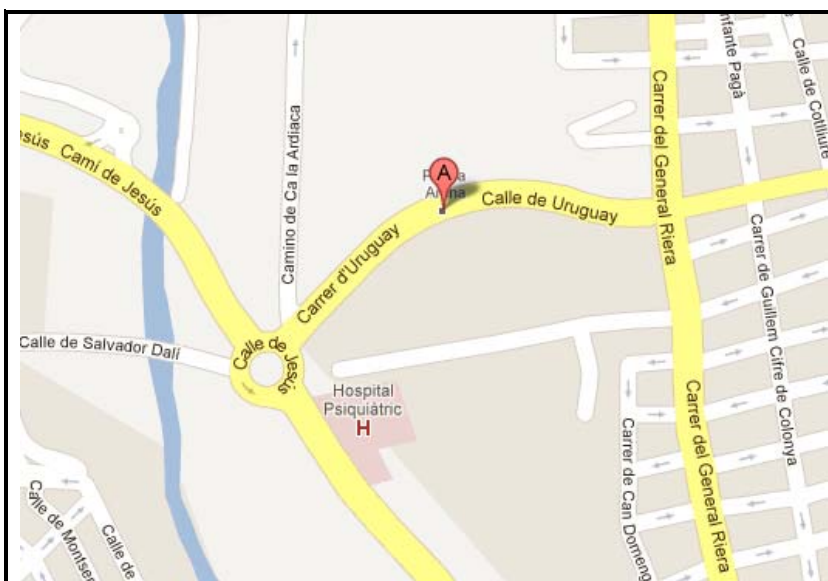 Infante Pagà
Calle de Cotlliure
Carrer del General Riera
Jesús
Camí de Jesús
Camino de Ca la Ardiaca
A
Calle de Uruguay
Carrer d'Uruguay
Carrer de Guillem Cifre de Colonya
Calle de Salvador Dalí
Calle de Jesús
Hospital
Psiquiàtric
H
Carrer del General Riera
Carrer de Can Domeng
Calle de Montser
Calle de